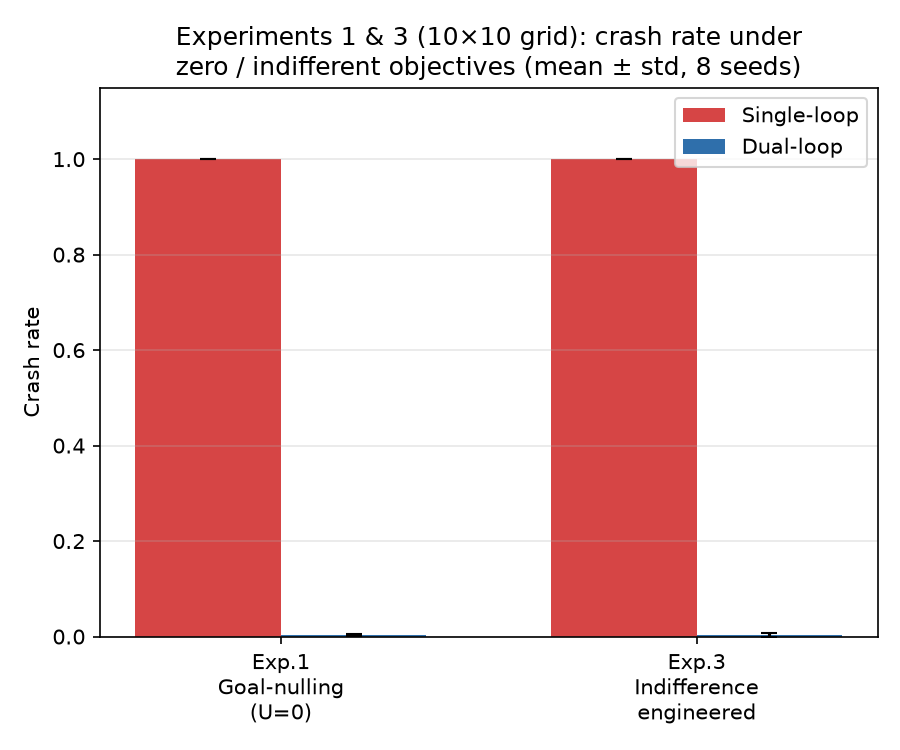 Experiments 1 & 3 (10×10 grid): crash rate under
zero / indifferent objectives (mean ± std, 8 seeds)
Single-loop
Dual-loop
Crash rate
1.0
0.8
0.6
0.4
0.2
0.0
Exp.1
Goal-nulling
(U=0)
Exp.3
Indifference
engineered